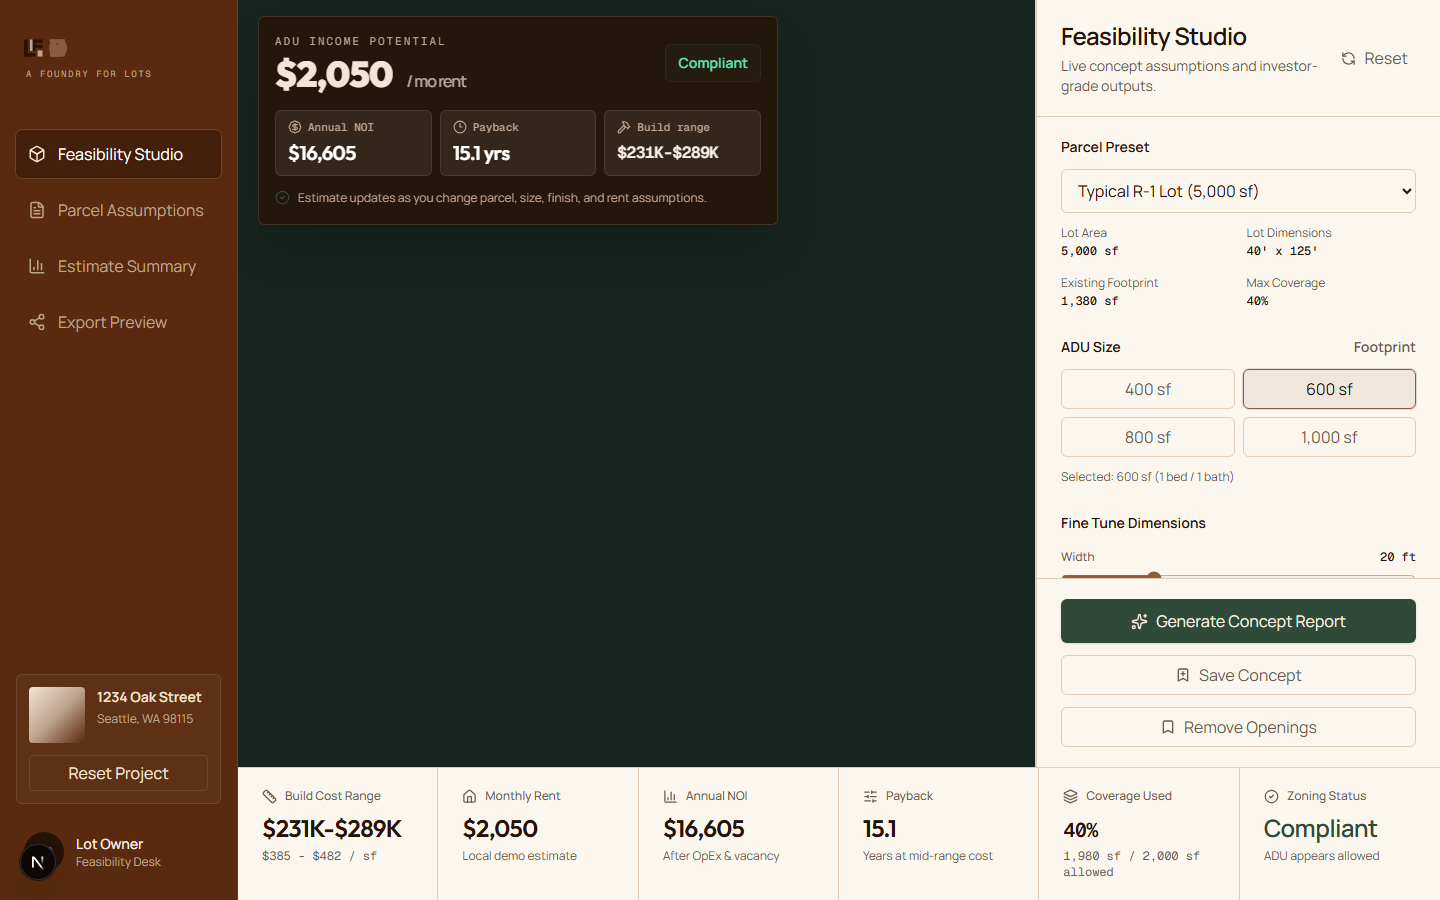 A FOUNDRY FOR LOTS
Feasibility Studio
Parcel Assumptions
Estimate Summary
Export Preview
1234 Oak Street
Seattle, WA 98115
Reset Project
N
Lot Owner
Feasibility Desk
ADU INCOME POTENTIAL
$2,050 / mo rent
Compliant
Annual NOI
$16,605
Payback
15.1 yrs
Build range
$231K-$289K
Estimate updates as you change parcel, size, finish, and rent assumptions.
Feasibility Studio
Live concept assumptions and investor-
grade outputs.
Reset
Parcel Preset
Typical R-1 Lot (5,000 sf)
Lot Area
5,000 sf
Lot Dimensions
40' x 125'
Existing Footprint
1,380 sf
Max Coverage
40%
ADU Size
Footprint
400 sf
600 sf
800 sf
1,000 sf
Selected: 600 sf (1 bed / 1 bath)
Fine Tune Dimensions
Width
20 ft
Generate Concept Report
Save Concept
Remove Openings
Build Cost Range
$231K-$289K
$385 - $482 / sf
Monthly Rent
$2,050
Local demo estimate
Annual NOI
$16,605
After OpEx & vacancy
Payback
15.1
Years at mid-range cost
Coverage Used
40%
1,980 sf / 2,000 sf
allowed
Zoning Status
Compliant
ADU appears allowed